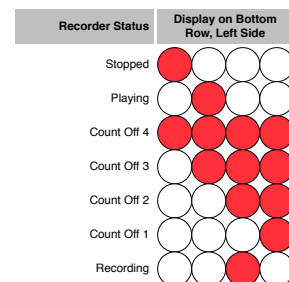 Recorder Status
Display on Bottom
Row, Left Side
Stopped
Playing
Count Off 4
Count Off 3
Count Off 2
Count Off 1
Recording